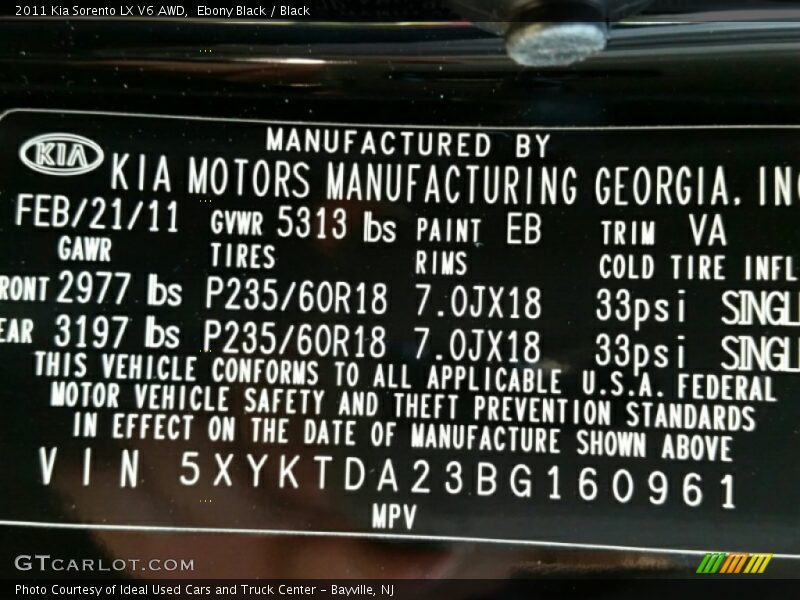 2011 Kia Sorento LX V6 AWD, Ebony Black / Black
MANUFACTURED BY
KIA KIA MOTORS MANUFACTURING GEORGIA, INC
FEB/21/11 GVWR 5313 lbs PAINT EB TRIM VA
GAWR TIRES RIMS COLD TIRE INFL
RONT 2977 lbs P235/60R18 7.0JX18 33psi SINGL
EAR 3197 lbs P235/60R18 7.0JX18 33psi SINGL
THIS VEHICLE CONFORMS TO ALL APPLICABLE U.S.A. FEDERAL
MOTOR VEHICLE SAFETY AND THEFT PREVENTION STANDARDS
IN EFFECT ON THE DATE OF MANUFACTURE SHOWN ABOVE
VIN 5XYKTDA23BG160961
MPV
GTCARLOT.COM
Photo Courtesy of Ideal Used Cars and Truck Center - Bayville, NJ